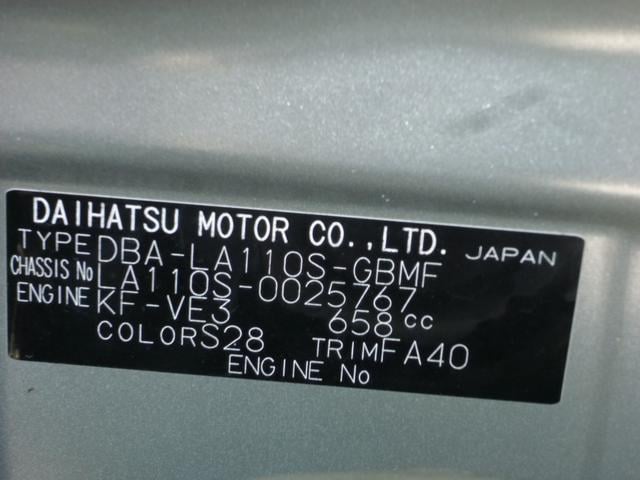 DAIHATSU MOTOR CO.,LTD. JAPAN
TYPE DBA-LA110S-GBMF
CHASSIS No LA110S-0025767
ENGINE KF-VE3 658cc
COLOR S28 TRIM FA40
ENGINE No